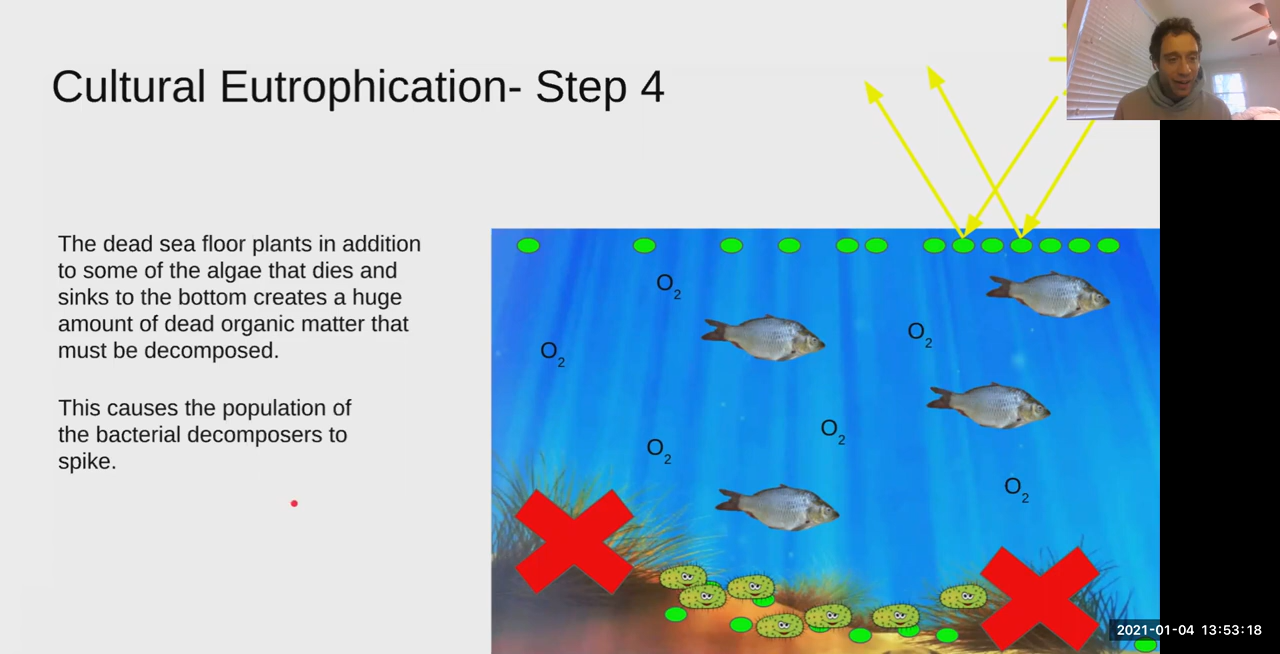 Cultural Eutrophication- Step 4
The dead sea floor plants in addition
to some of the algae that dies and
sinks to the bottom creates a huge
amount of dead organic matter that
must be decomposed.
This causes the population of
the bacterial decomposers to
spike.
O2
O2
O2
O2
O2
O2
2021-01-04 13:53:18